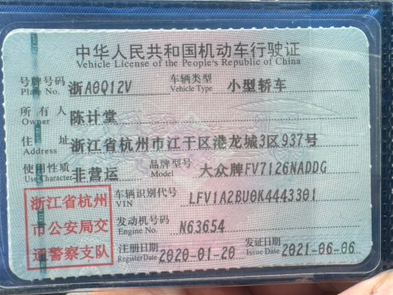 中华人民共和国机动车行驶证
Vehicle License of the People's Republic of China
号牌号码 浙A0Q12V 车辆类型 小型轿车
Plate No. Vehicle Type
所有人 陈计堂
Owner
住址 浙江省杭州市江干区港龙城3区937号
Address
使用性质 非营运 品牌型号 大众牌FV7126NADDG
Use Character Model
浙江省杭州
市公安局交
通警察支队
车辆识别代号 LFV1A2BU0K4443301
VIN
发动机号码 N63654
Engine No.
注册日期 2020-01-20 发证日期 2021-06-06
Register Date Issue Date